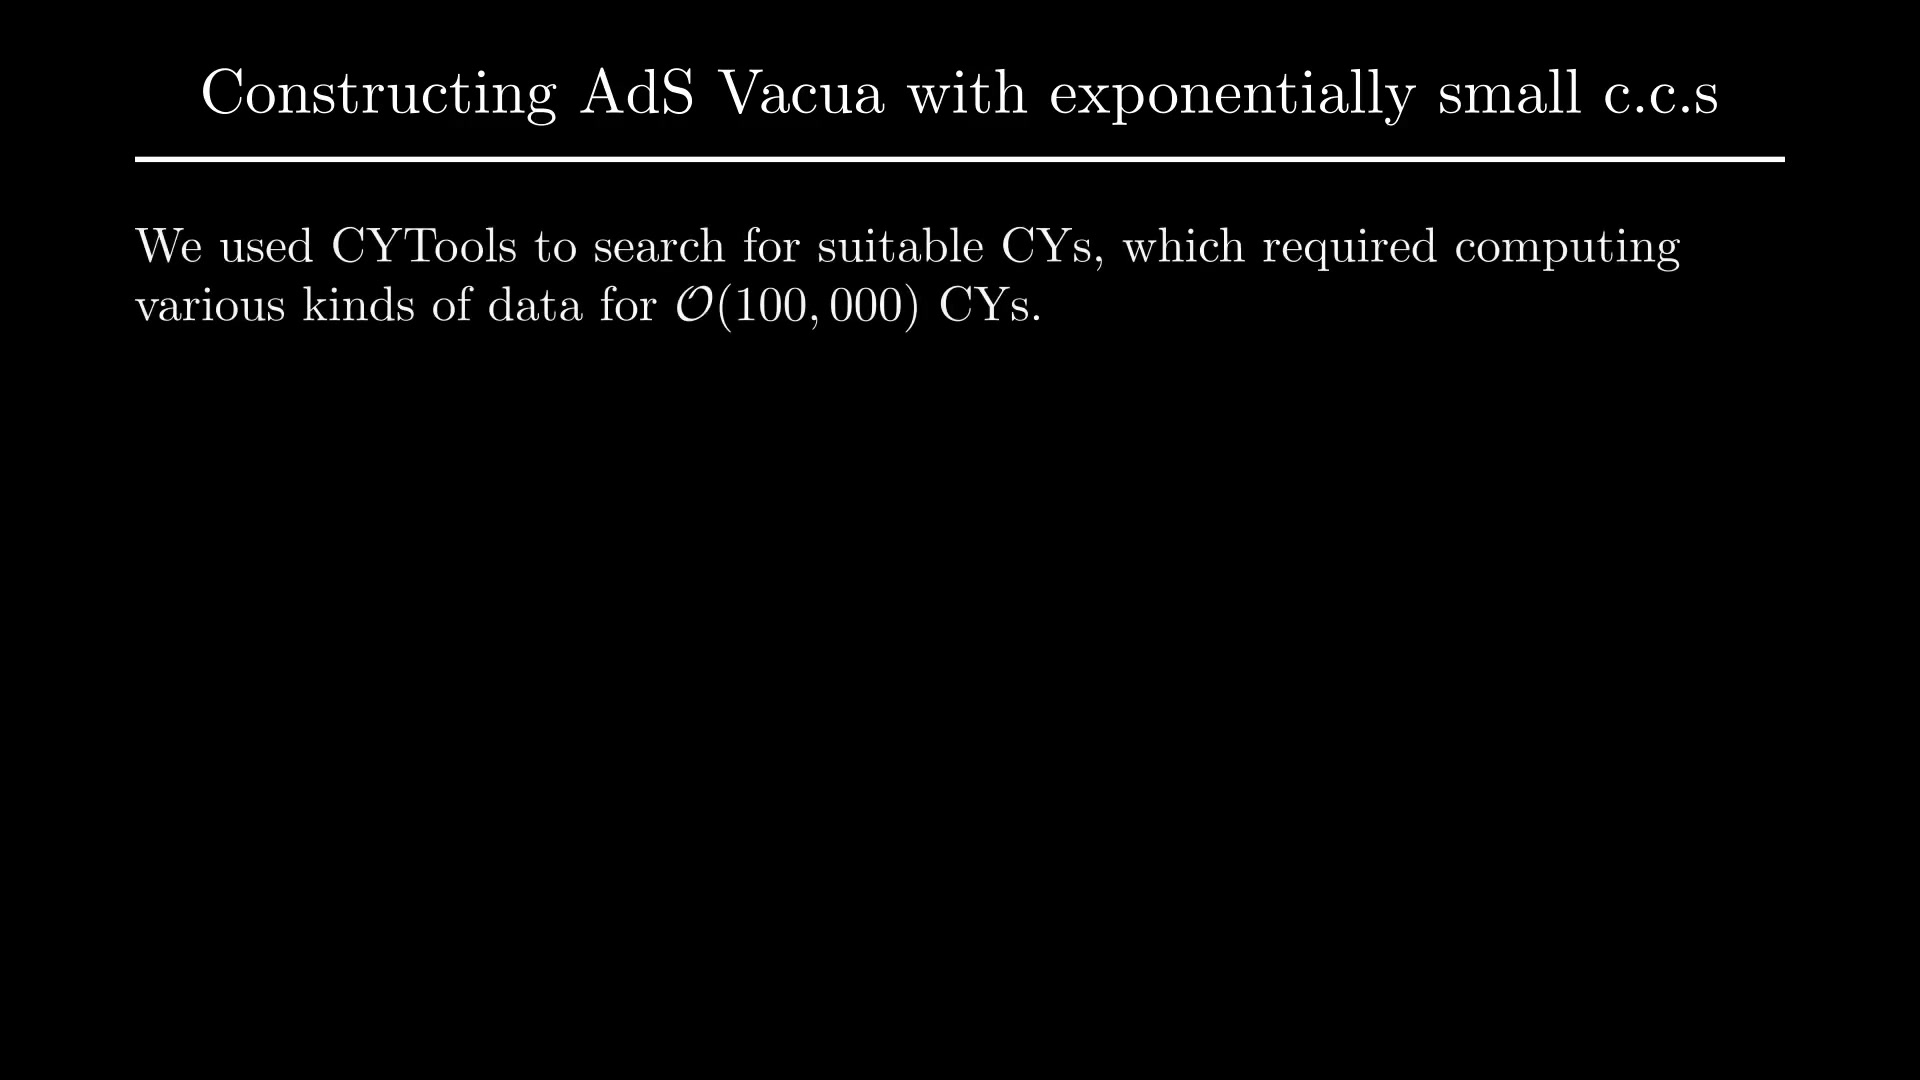 Constructing AdS Vacua with exponentially small c.c.s
We used CYTools to search for suitable CYs, which required computing
various kinds of data for 𝒪(100,000) CYs.